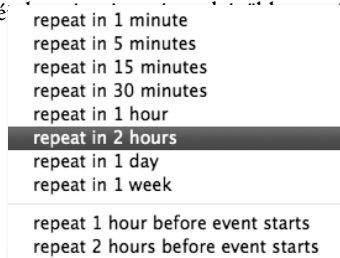 repeat in 1 minute
repeat in 5 minutes
repeat in 15 minutes
repeat in 30 minutes
repeat in 1 hour
repeat in 2 hours
repeat in 1 day
repeat in 1 week
repeat 1 hour before event starts
repeat 2 hours before event starts